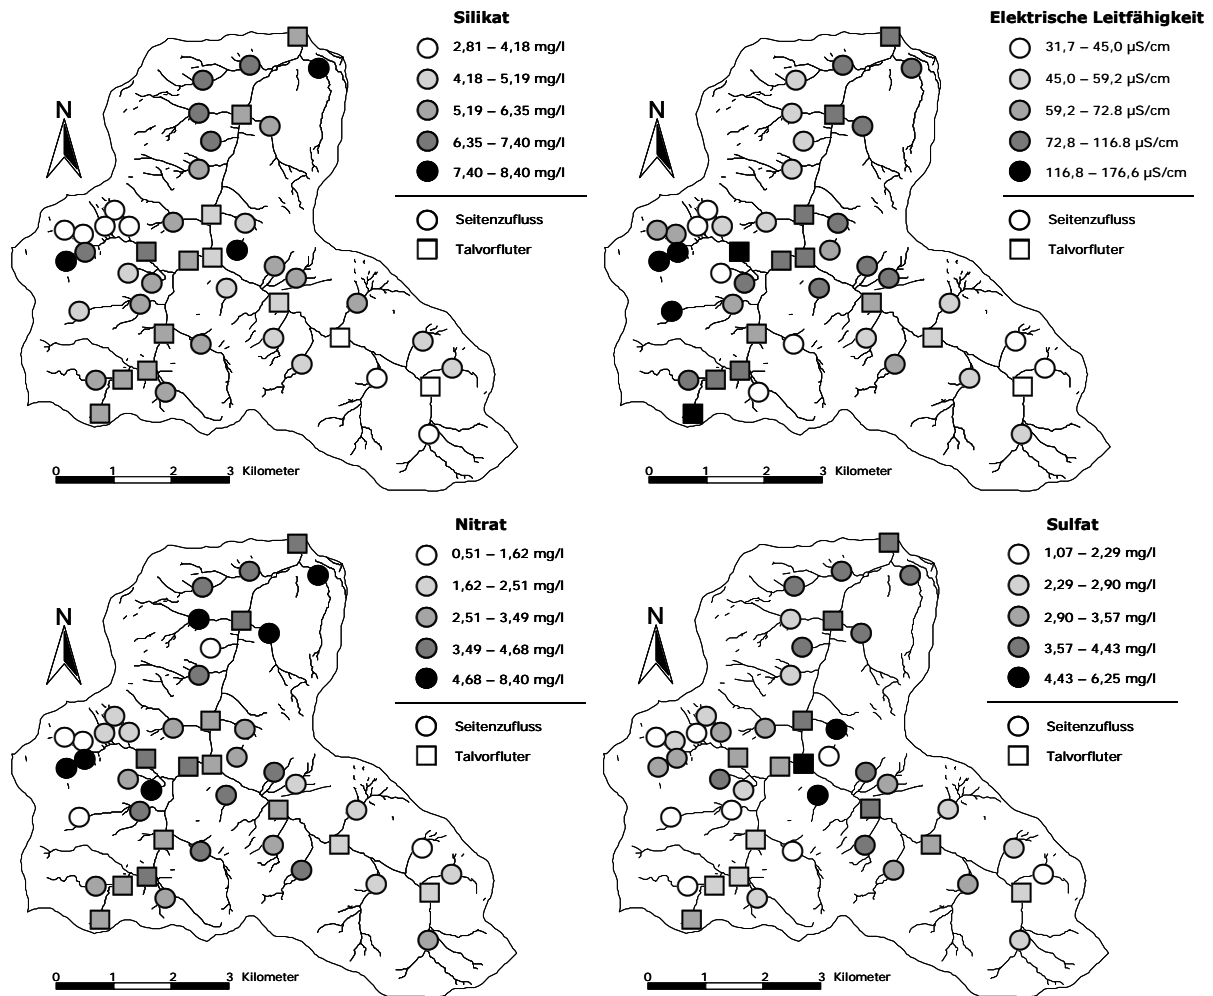 Silikat
2,81 – 4,18 mg/l
4,18 – 5,19 mg/l
5,19 – 6,35 mg/l
6,35 – 7,40 mg/l
7,40 – 8,40 mg/l
Seitenzufluss
Talvorfluter
N
0 1 2 3 Kilometer
Elektrische Leitfähigkeit
31,7 – 45,0 µS/cm
45,0 – 59,2 µS/cm
59,2 – 72.8 µS/cm
72,8 – 116.8 µS/cm
116,8 – 176,6 µS/cm
Seitenzufluss
Talvorfluter
N
0 1 2 3 Kilometer
Nitrat
0,51 – 1,62 mg/l
1,62 – 2,51 mg/l
2,51 – 3,49 mg/l
3,49 – 4,68 mg/l
4,68 – 8,40 mg/l
Seitenzufluss
Talvorfluter
N
0 1 2 3 Kilometer
Sulfat
1,07 – 2,29 mg/l
2,29 – 2,90 mg/l
2,90 – 3,57 mg/l
3,57 – 4,43 mg/l
4,43 – 6,25 mg/l
Seitenzufluss
Talvorfluter
N
0 1 2 3 Kilometer